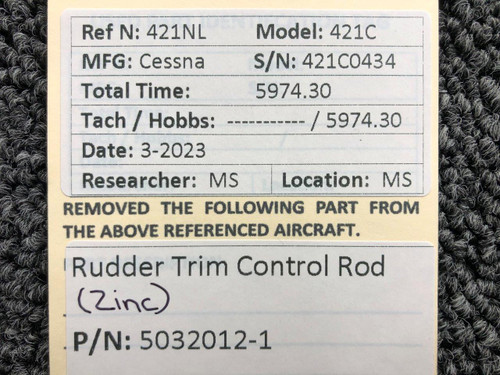 Ref N: 421NL Model: 421C
MFG: Cessna S/N: 421C0434
Total Time: 5974.30
Tach / Hobbs: ----------- / 5974.30
Date: 3-2023
Researcher: MS Location: MS
REMOVED THE FOLLOWING PART FROM
THE ABOVE REFERENCED AIRCRAFT.
Rudder Trim Control Rod
(Zinc)
P/N: 5032012-1